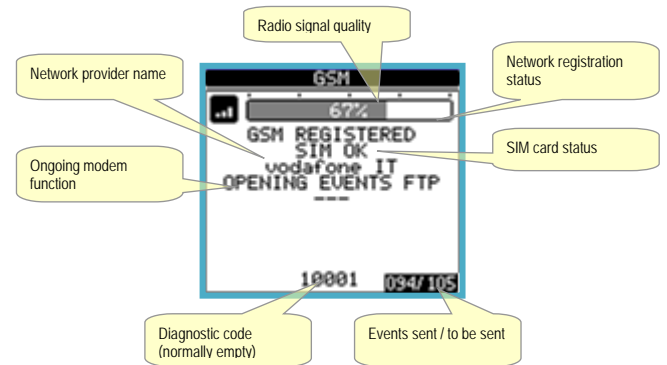 Radio signal quality
Network provider name
Network registration
status
GSM
67%
GSM REGISTERED
SIM OK
vodafone IT
OPENING EVENTS FTP
---
SIM card status
Ongoing modem
function
10001
094/105
Diagnostic code
(normally empty)
Events sent / to be sent